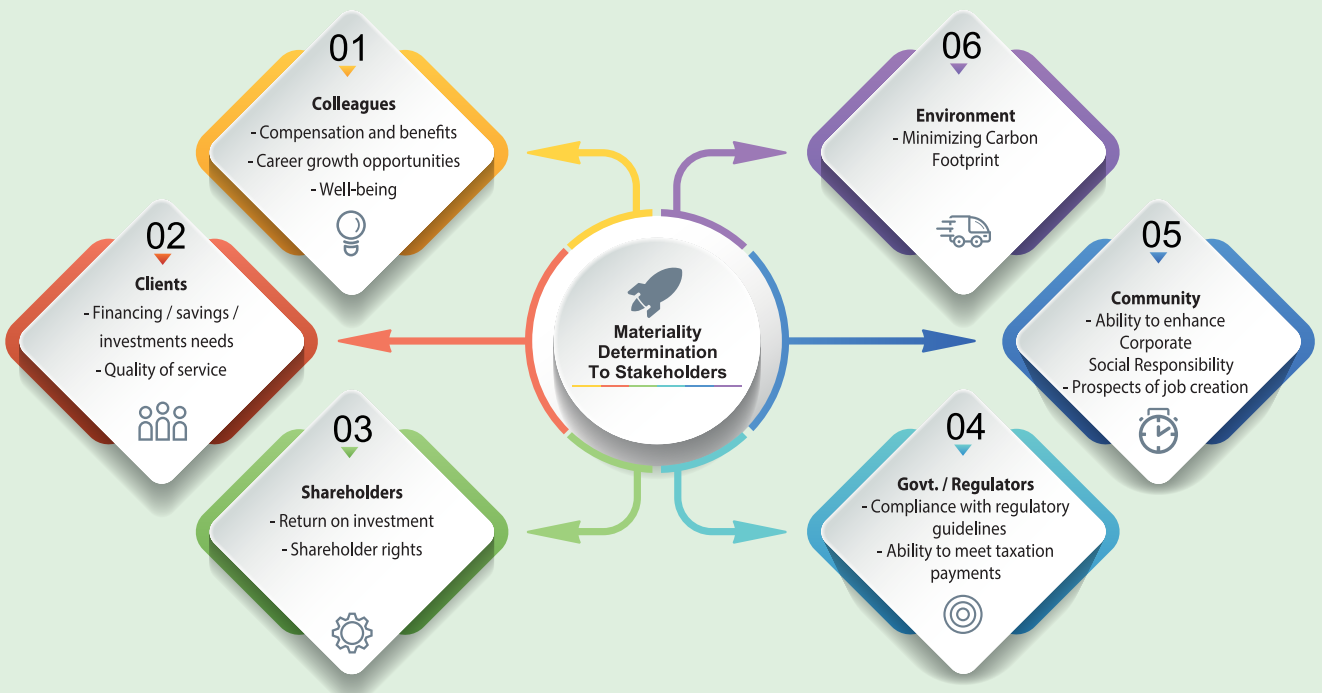 01
Colleagues
- Compensation and benefits
- Career growth opportunities
- Well-being
02
Clients
- Financing / savings /
investments needs
- Quality of service
03
Shareholders
- Return on investment
- Shareholder rights
Materiality
Determination
To Stakeholders
04
Govt. / Regulators
- Compliance with regulatory
guidelines
- Ability to meet taxation
payments
05
Community
- Ability to enhance
Corporate
Social Responsibility
- Prospects of job creation
06
Environment
- Minimizing Carbon
Footprint